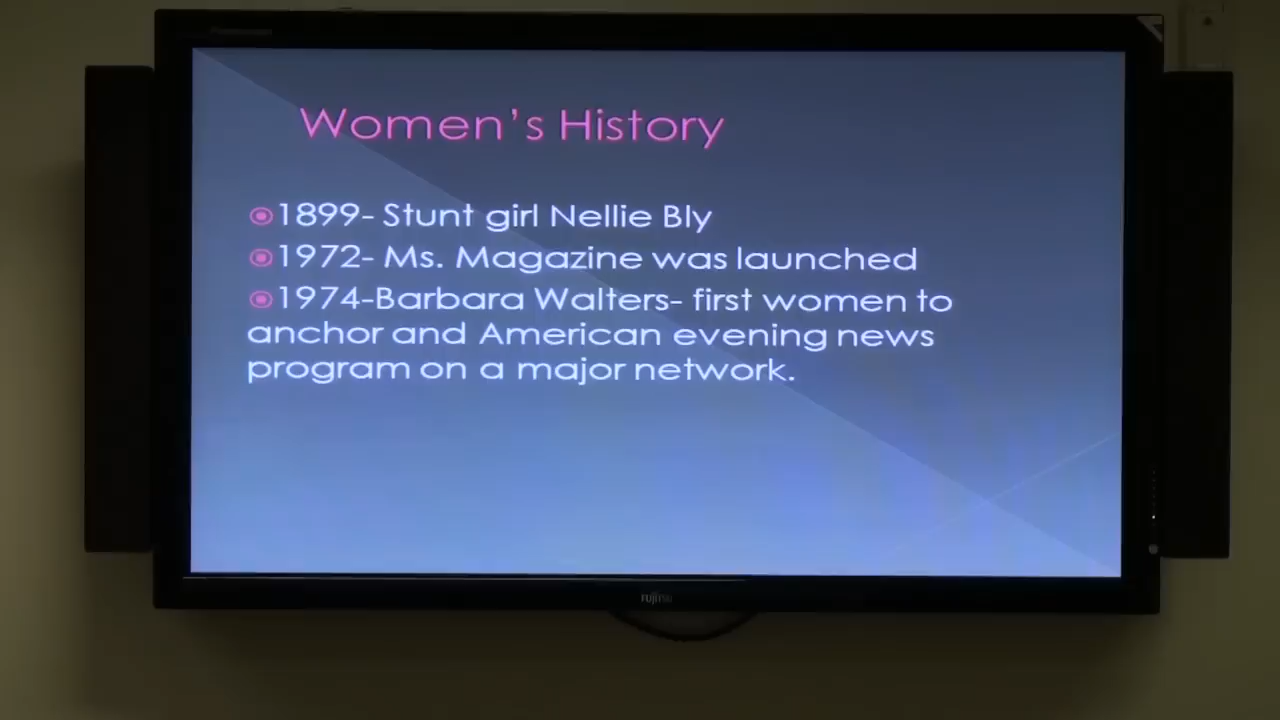 Women's History
1899- Stunt girl Nellie Bly
1972- Ms. Magazine was launched
1974-Barbara Walters- first women to
anchor and American evening news
program on a major network.
FUJITSU